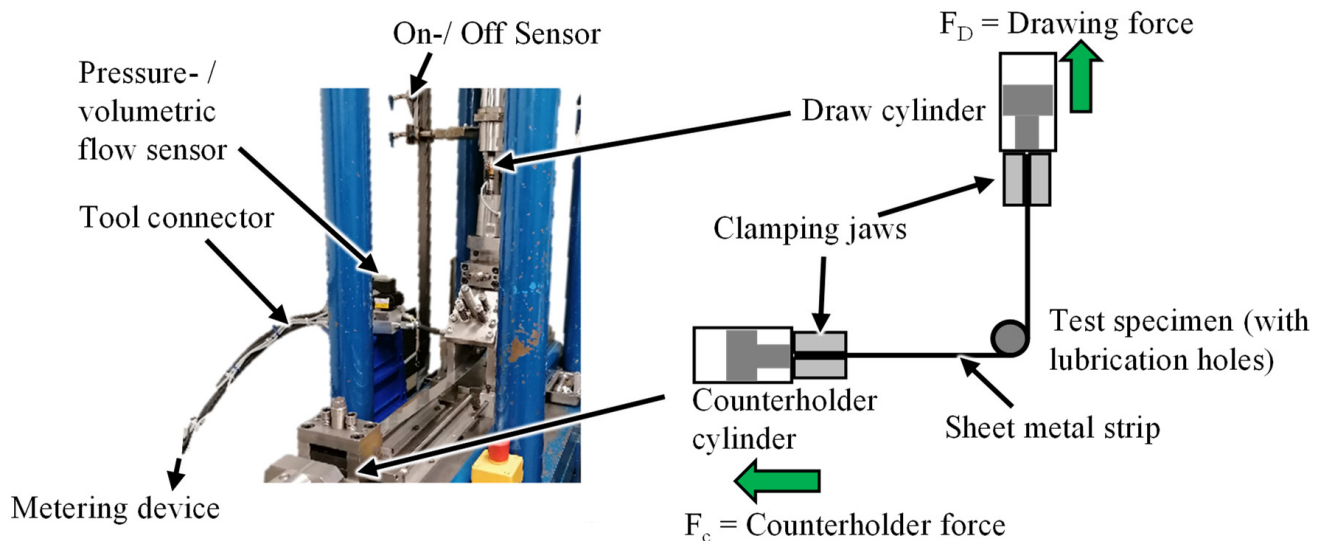 On-/ Off Sensor
Pressure- /
volumetric
flow sensor
Tool connector
Metering device
F_D = Drawing force
Draw cylinder
Clamping jaws
Test specimen (with
lubrication holes)
Sheet metal strip
Counterholder
cylinder
F_c = Counterholder force